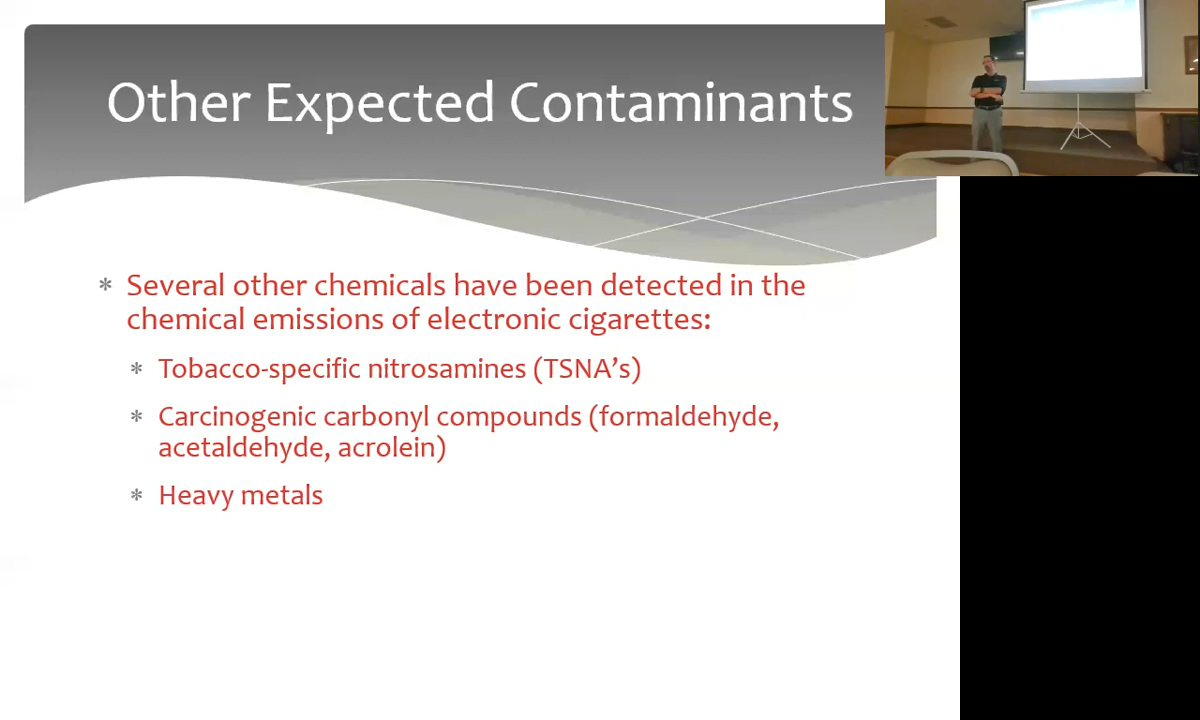 Other Expected Contaminants
* Several other chemicals have been detected in the
chemical emissions of electronic cigarettes:
* Tobacco-specific nitrosamines (TSNA’s)
* Carcinogenic carbonyl compounds (formaldehyde,
acetaldehyde, acrolein)
* Heavy metals